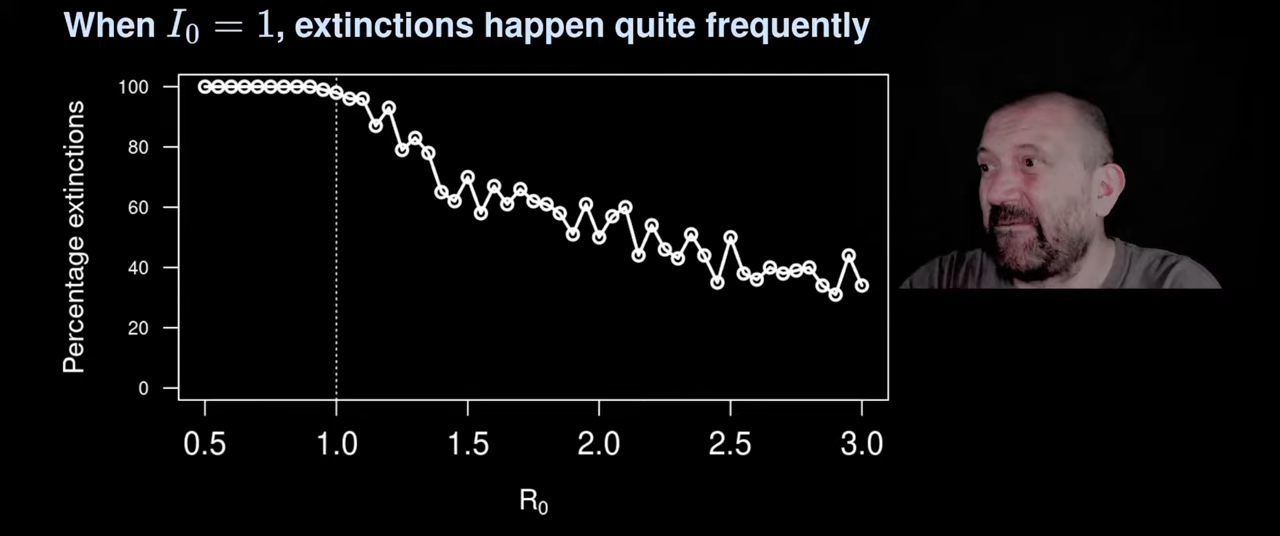 When I₀ = 1, extinctions happen quite frequently
Percentage extinctions
100
80
60
40
20
0
0.5 1.0 1.5 2.0 2.5 3.0
R₀